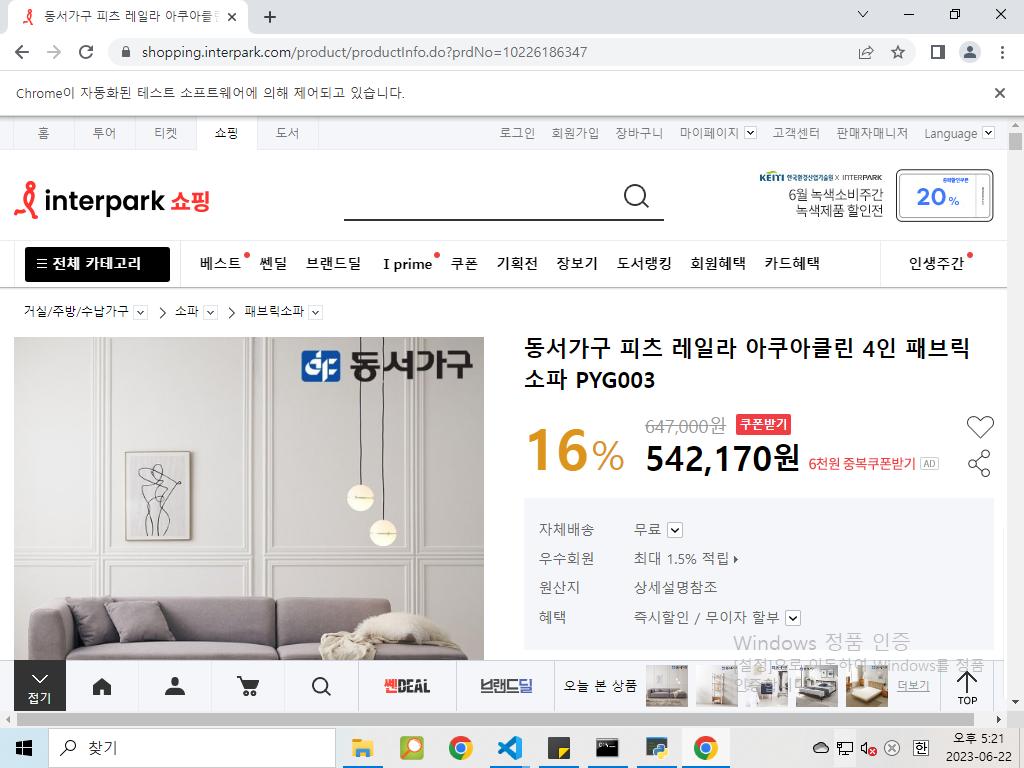 동서가구 피츠 레일라 아쿠아클린
shopping.interpark.com/product/productInfo.do?prdNo=10226186347
Chrome이 자동화된 테스트 소프트웨어에 의해 제어되고 있습니다.
홈 투어 티켓 쇼핑 도서 로그인 회원가입 장바구니 마이페이지 고객센터 판매자매니저 Language
interpark 쇼핑
KEITI 한국환경산업기술원 X INTERPARK
6월 녹색소비주간
녹색제품 할인전
20%
전체 카테고리 베스트 쎈딜 브랜드딜 I prime 쿠폰 기획전 장보기 도서랭킹 회원혜택 카드혜택 인생주간
거실/주방/수납가구 소파 패브릭소파
동서가구
동서가구 피츠 레일라 아쿠아클린 4인 패브릭
소파 PYG003
16%
647,000원 쿠폰받기
542,170원 6천원 중복쿠폰받기 AD
자체배송 무료
우수회원 최대 1.5% 적립
원산지 상세설명참조
혜택 즉시할인 / 무이자 할부
Windows 정품 인증
[설정]으로 이동하여 Windows를 정품
접기 쎈DEAL 브랜드딜 오늘 본 상품 더보기 TOP
찾기
오후 5:21
한
2023-06-22